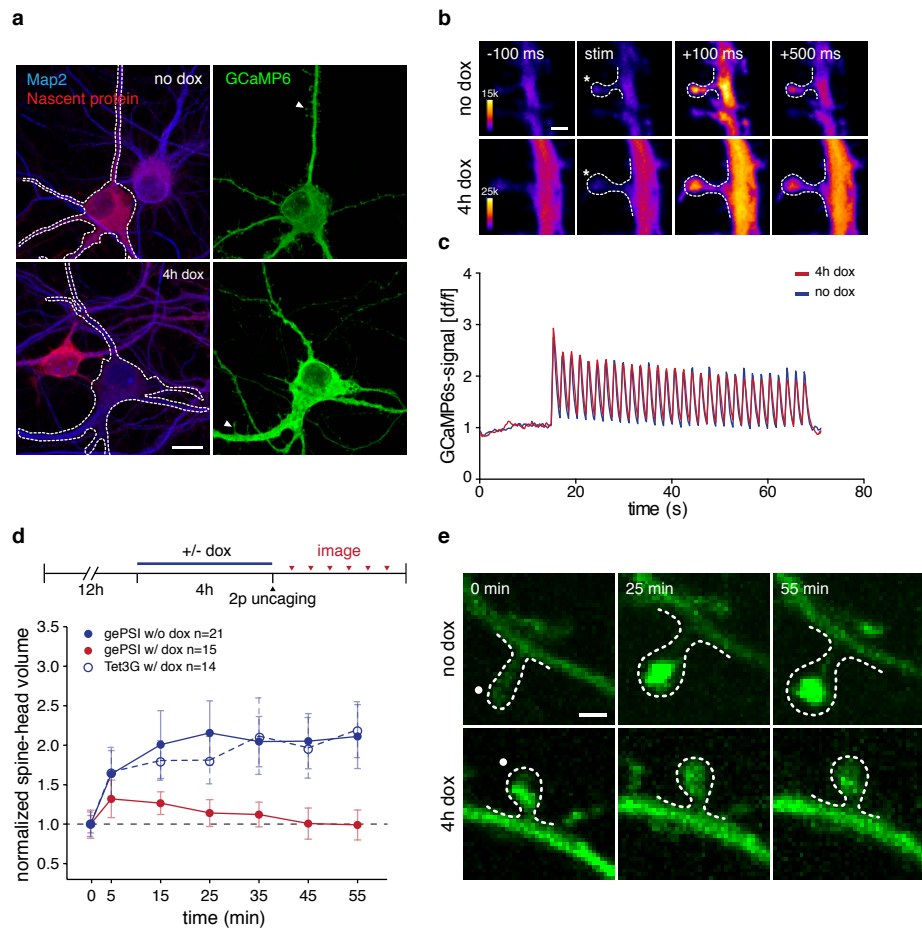 a
Map2
Nascent protein
no dox
GCaMP6
4h dox
b
-100 ms
stim
+100 ms
+500 ms
no dox
15k
*
4h dox
25k
*
c
4h dox
no dox
GCaMP6s-signal [df/f]
4
3
2
1
0
0
20
40
60
80
time (s)
d
+/- dox
image
12h
4h
2p uncaging
gePSI w/o dox n=21
gePSI w/ dox n=15
Tet3G w/ dox n=14
normalized spine-head volume
3.5
3.0
2.5
2.0
1.5
1.0
0.5
0
5
15
25
35
45
55
time (min)
e
0 min
25 min
55 min
no dox
4h dox